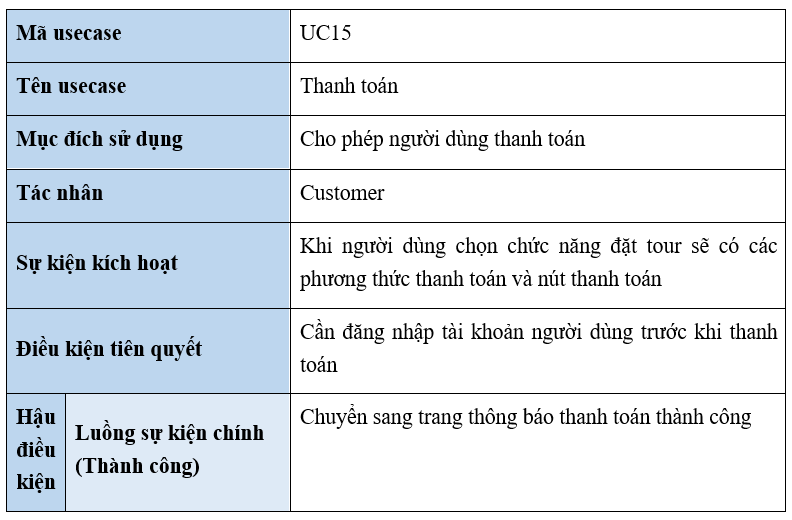 Mã usecase
UC15
Tên usecase
Thanh toán
Mục đích sử dụng
Cho phép người dùng thanh toán
Tác nhân
Customer
Sự kiện kích hoạt
Khi người dùng chọn chức năng đặt tour sẽ có các
phương thức thanh toán và nút thanh toán
Điều kiện tiên quyết
Cần đăng nhập tài khoản người dùng trước khi thanh
toán
Hậu
điều
kiện
Luồng sự kiện chính
(Thành công)
Chuyển sang trang thông báo thanh toán thành công